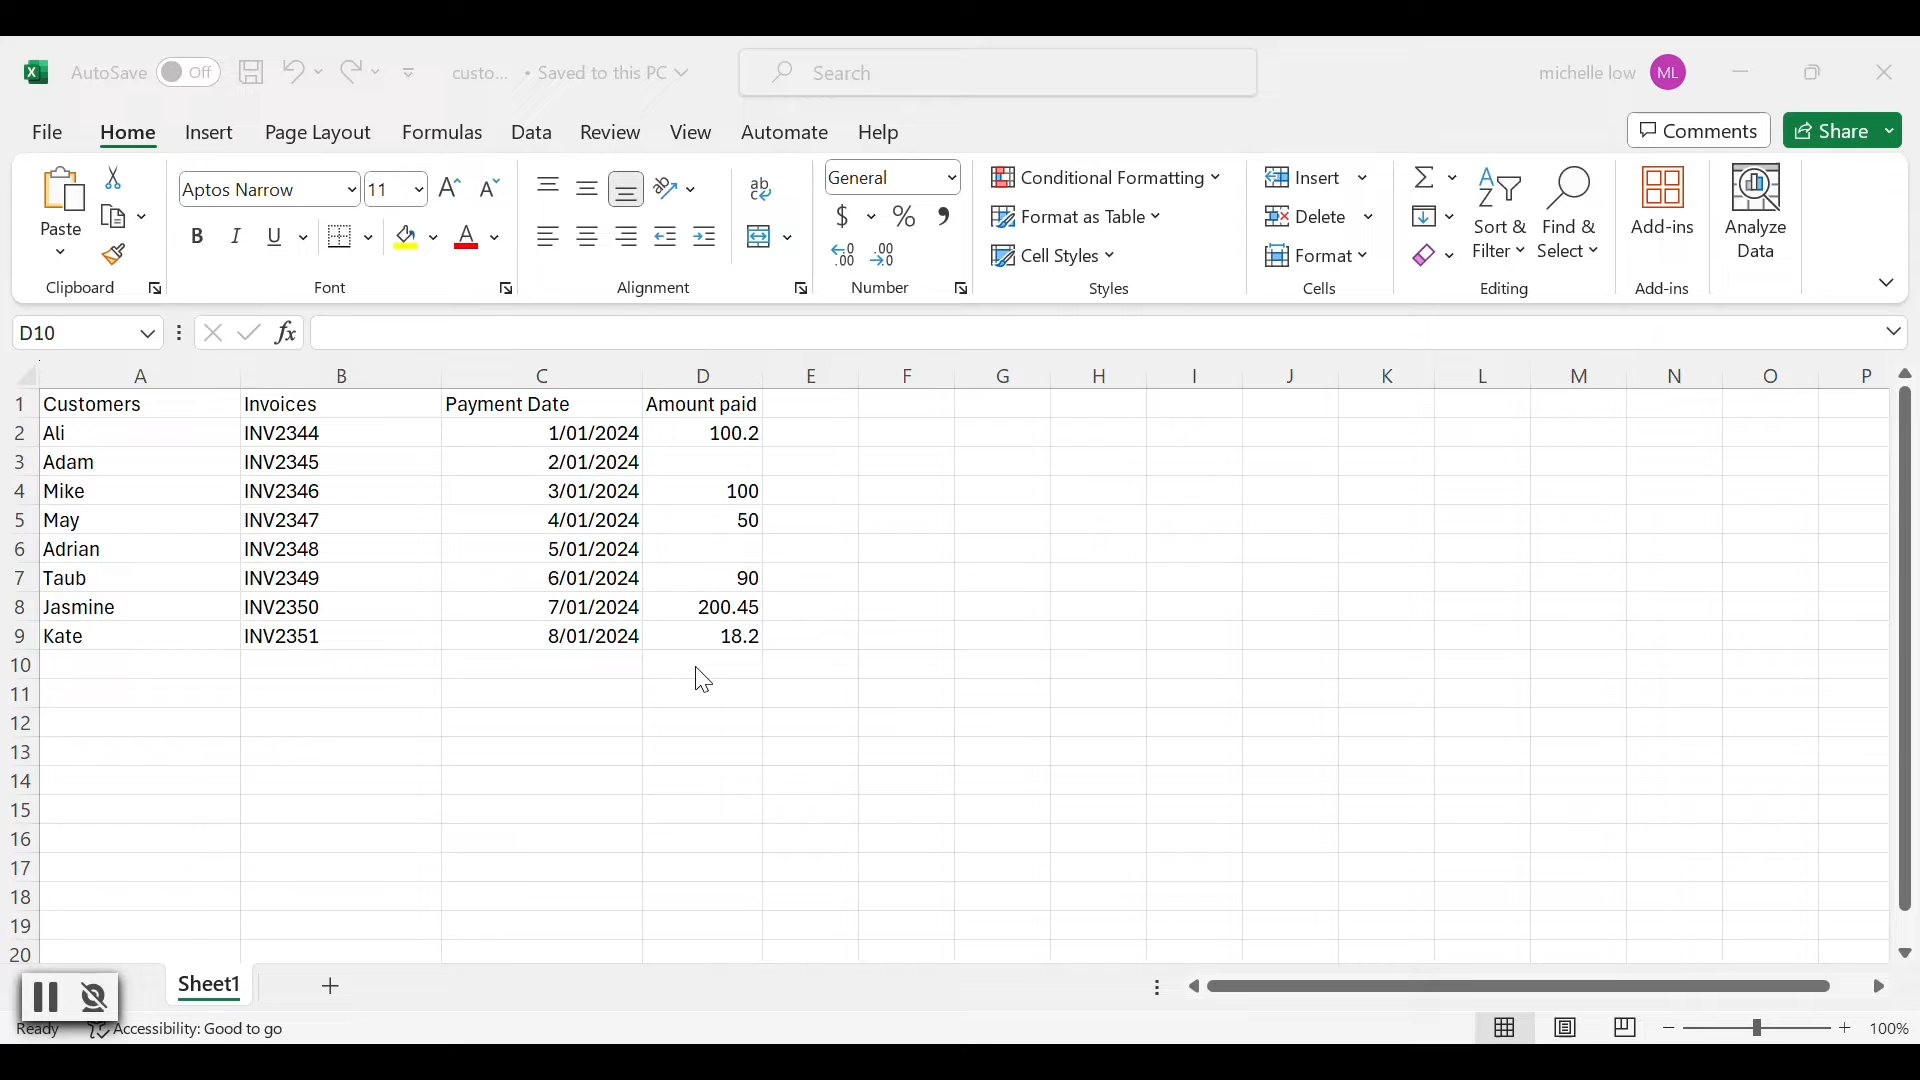 AutoSave Off custo... • Saved to this PC Search michelle low ML
File Home Insert Page Layout Formulas Data Review View Automate Help Comments Share
Paste Aptos Narrow 11 B I U ab General $ % Conditional Formatting Format as Table Cell Styles Insert Delete Format Sort & Filter Find & Select Add-ins Analyze Data
Clipboard Font Alignment Number Styles Cells Editing Add-ins
D10 fx
A B C D E F G H I J K L M N O P
1 Customers Invoices Payment Date Amount paid
2 Ali INV2344 1/01/2024 100.2
3 Adam INV2345 2/01/2024
4 Mike INV2346 3/01/2024 100
5 May INV2347 4/01/2024 50
6 Adrian INV2348 5/01/2024
7 Taub INV2349 6/01/2024 90
8 Jasmine INV2350 7/01/2024 200.45
9 Kate INV2351 8/01/2024 18.2
10
11
12
13
14
15
16
17
18
19
20
Sheet1
Ready Accessibility: Good to go 100%